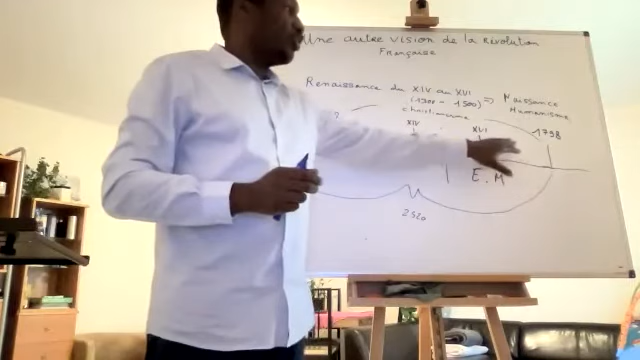 Une autre vision de la Révolution
Française
Renaissance du XIV au XVI
(1300 - 1500) => Naissance
Humanisme
?
XIV
XVI
1798
E.M
2520